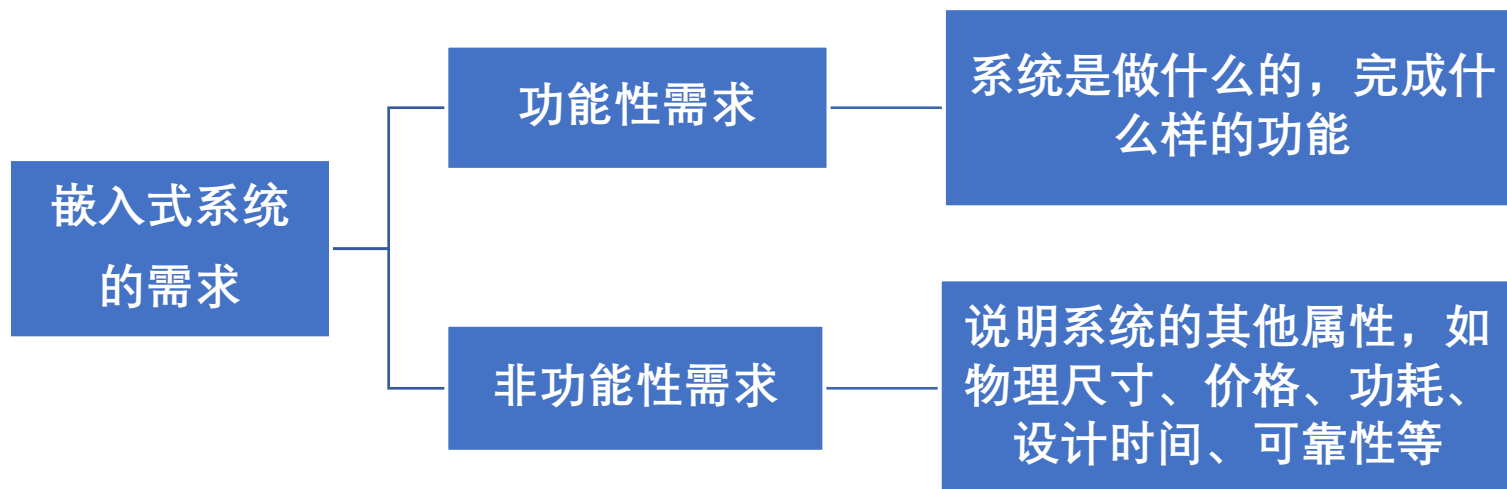 嵌入式系统
的需求
功能性需求
系统是做什么的，完成什
么样的功能
非功能性需求
说明系统的其他属性，如
物理尺寸、价格、功耗、
设计时间、可靠性等